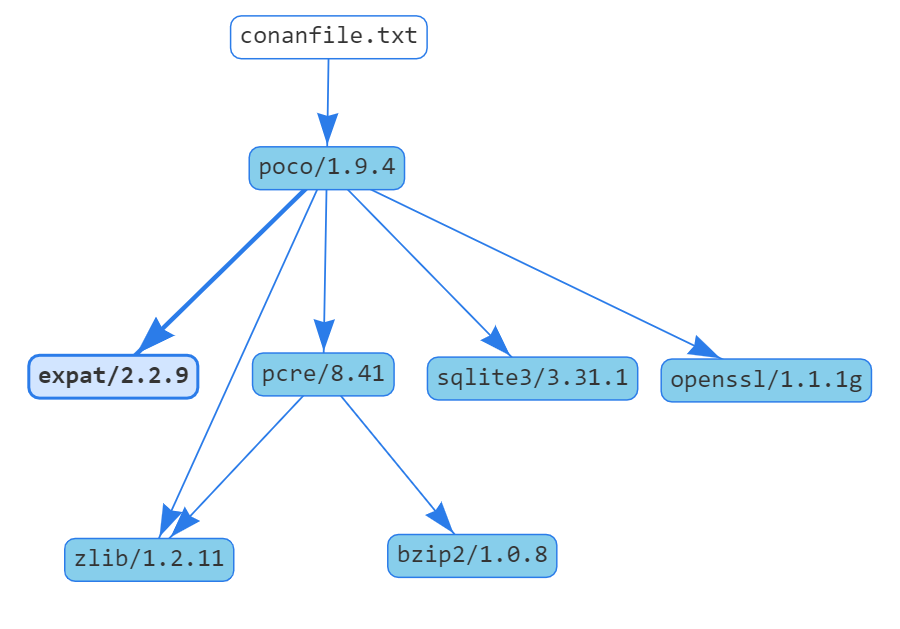 conanfile.txt
poco/1.9.4
expat/2.2.9
pcre/8.41
sqlite3/3.31.1
openssl/1.1.1g
zlib/1.2.11
bzip2/1.0.8